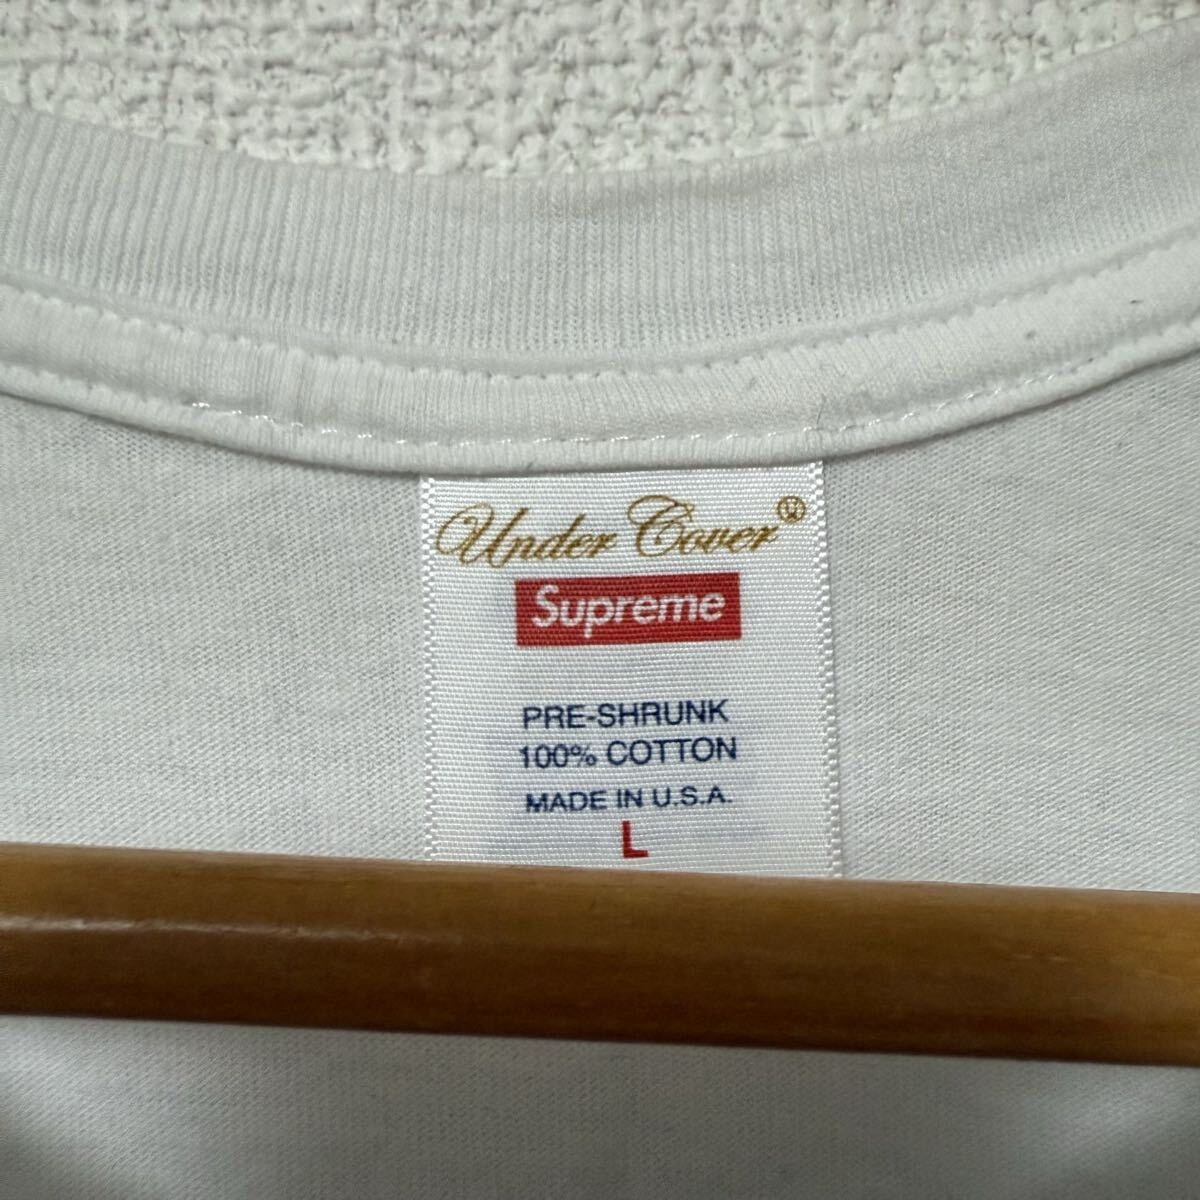 Under Cover®
Supreme
PRE-SHRUNK
100% COTTON
MADE IN U.S.A.
L